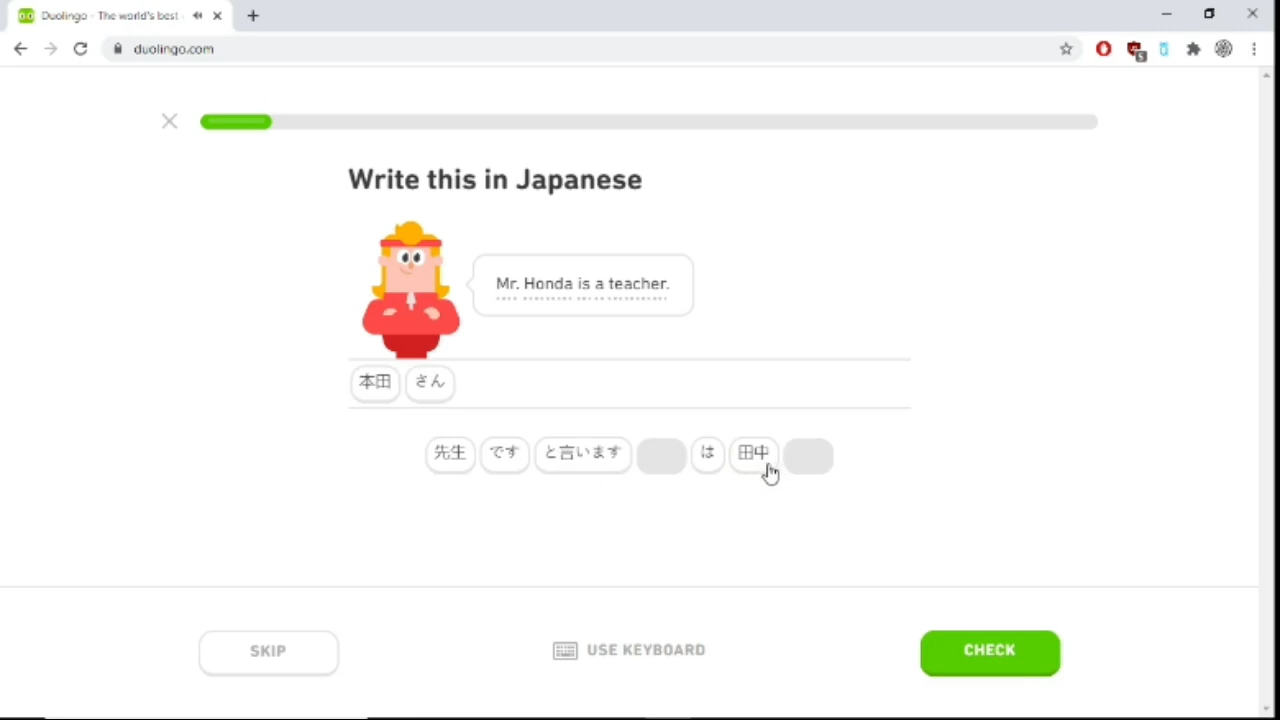 Duolingo - The world's best
duolingo.com
5
Write this in Japanese
Mr. Honda is a teacher.
本田 さん
先生 です と言います は 田中
SKIP
USE KEYBOARD
CHECK